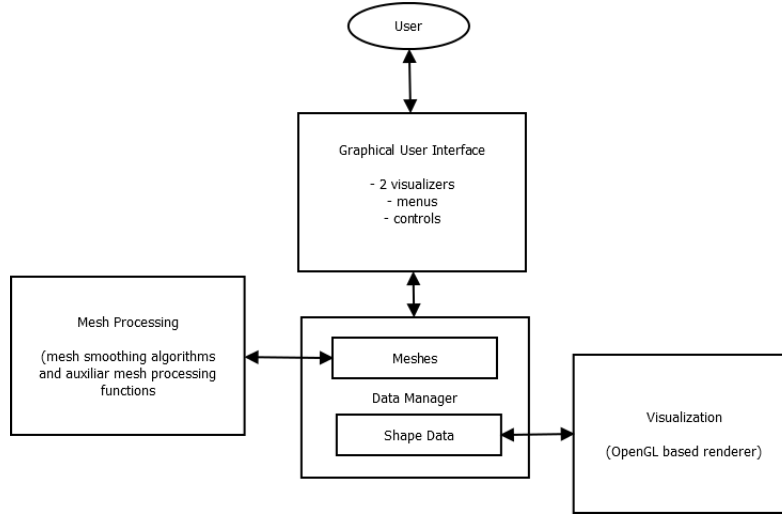 User
Graphical User Interface
- 2 visualizers
- menus
- controls
Mesh Processing
(mesh smoothing algorithms
and auxiliar mesh processing
functions
Meshes
Data Manager
Shape Data
Visualization
(OpenGL based renderer)